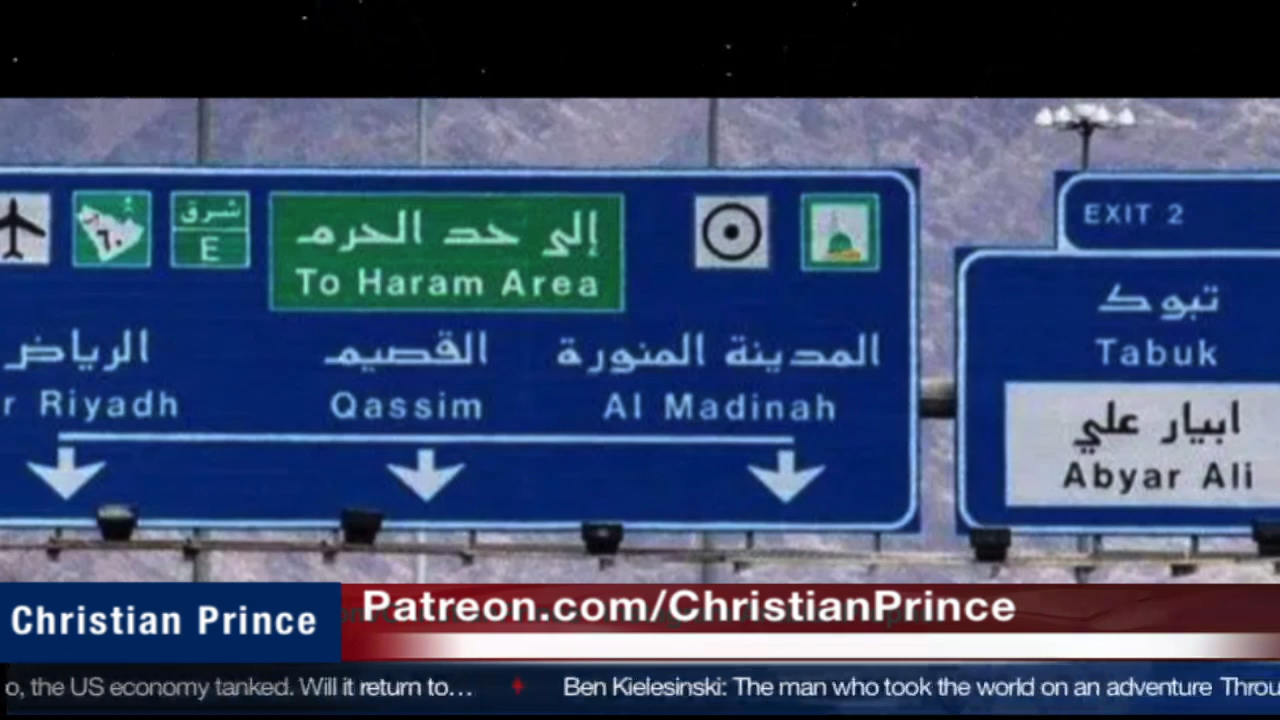 شرق
E
٦٠
إلى حد الحرم
To Haram Area
الرياض
القصيم
المدينة المنورة
r Riyadh
Qassim
Al Madinah
EXIT 2
تبوك
Tabuk
ابيار علي
Abyar Ali
Christian Prince
Patreon.com/ChristianPrince
o, the US economy tanked. Will it return to…
Ben Kielesinski: The man who took the world on an adventure Throu